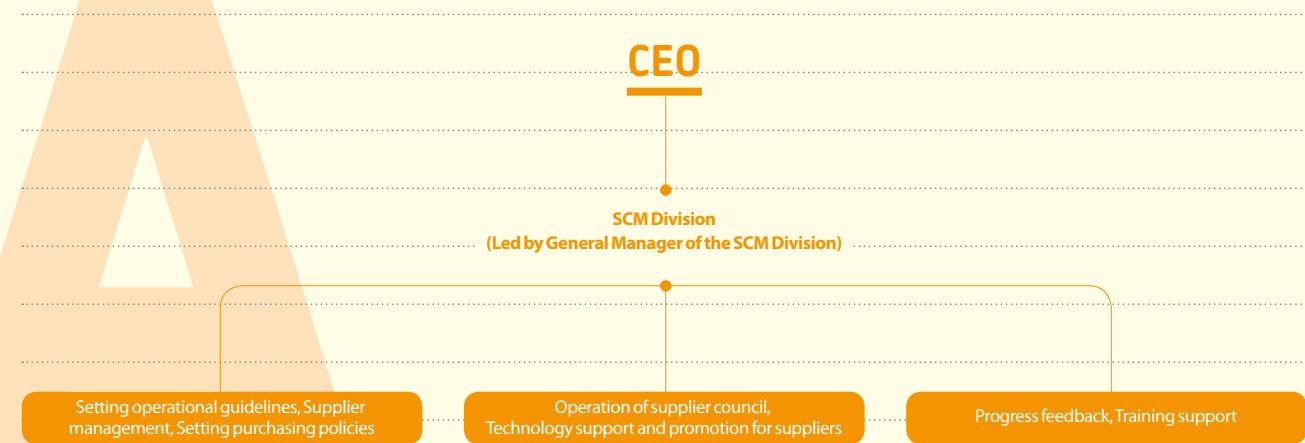 CEO
SCM Division
(Led by General Manager of the SCM Division)
Setting operational guidelines, Supplier
management, Setting purchasing policies
Operation of supplier council,
Technology support and promotion for suppliers
Progress feedback, Training support